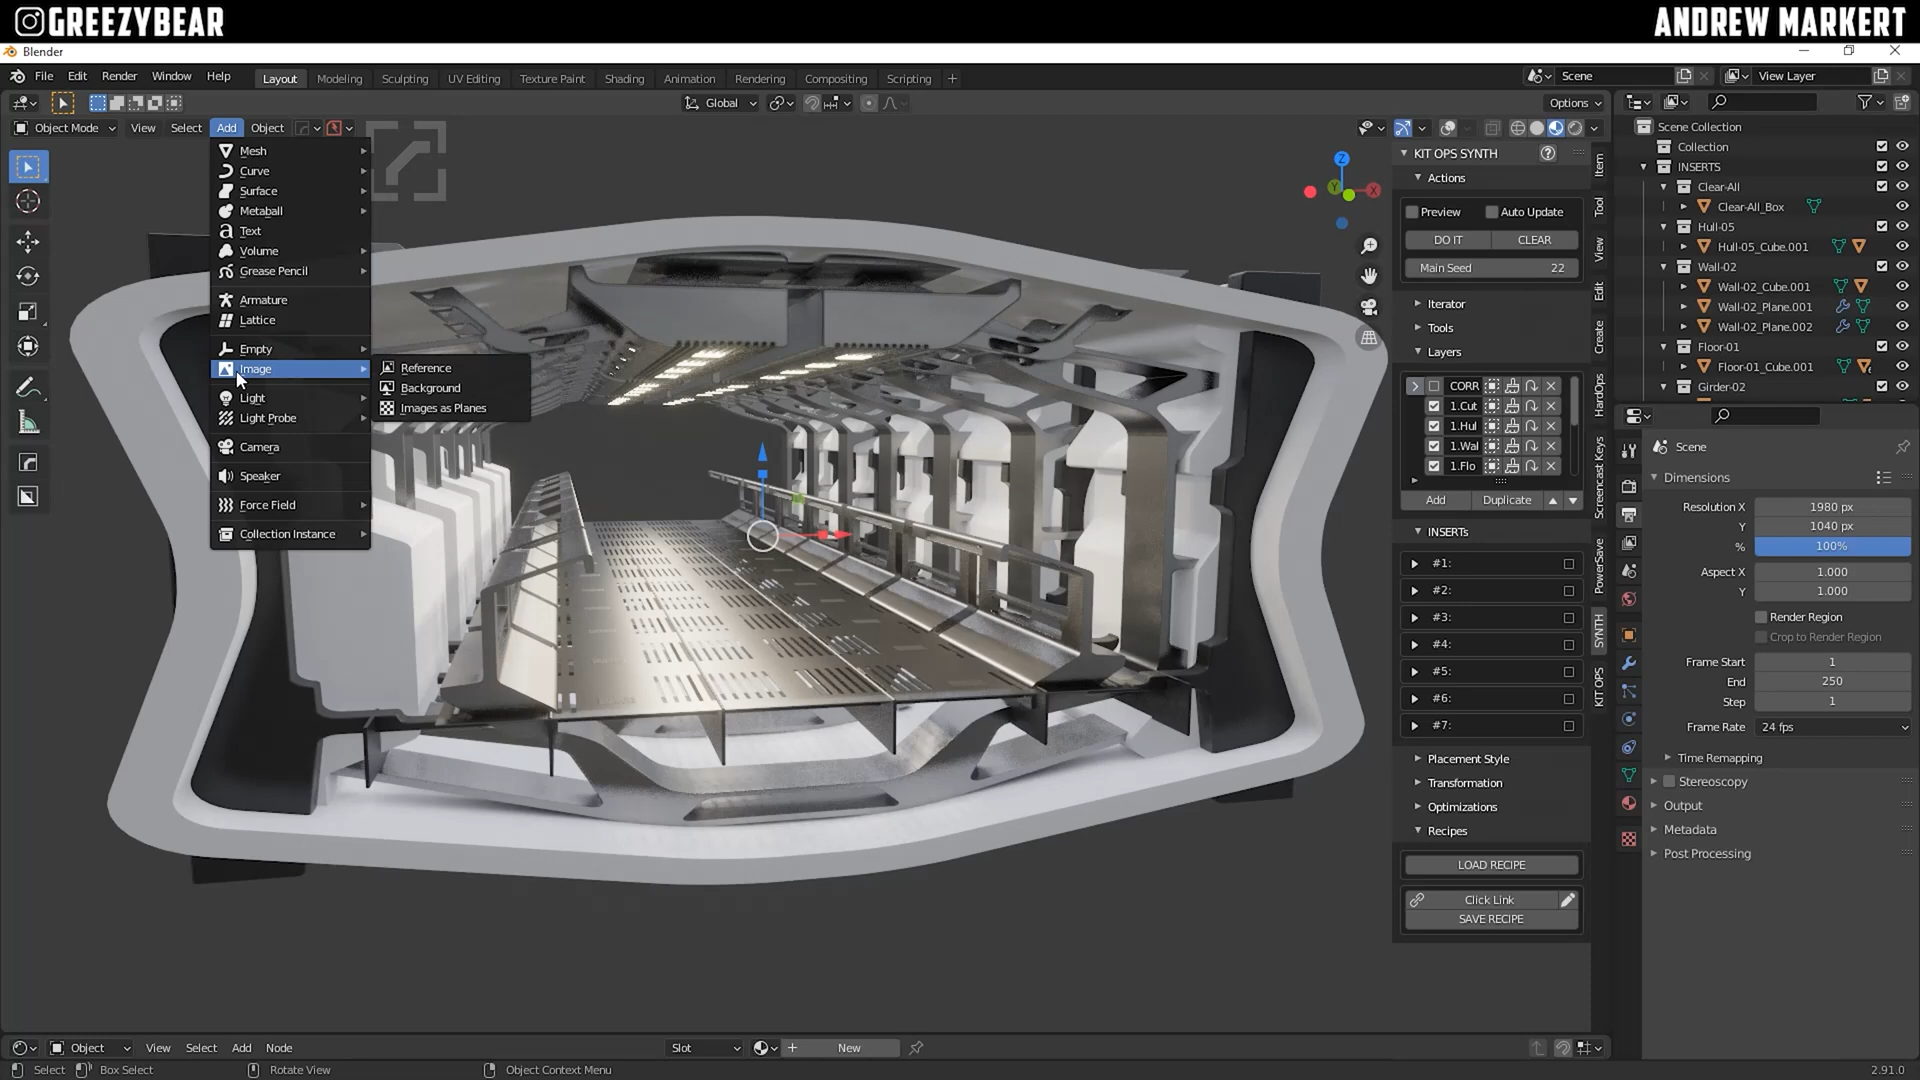 GREEZYBEAR
ANDREW MARKERT
Blender
File Edit Render Window Help
Layout Modeling Sculpting UV Editing Texture Paint Shading Animation Rendering Compositing Scripting +
Scene
View Layer
Global
Options
Object Mode View Select Add Object
Mesh
Curve
Surface
Metaball
Text
Volume
Grease Pencil
Armature
Lattice
Empty
Image
Light
Light Probe
Camera
Speaker
Force Field
Collection Instance
Reference
Background
Images as Planes
Z
Y
X
KIT OPS SYNTH
Actions
Preview Auto Update
DO IT CLEAR
Main Seed 22
Iterator
Tools
Layers
CORR
1.Cut
1.Hul
1.Wal
1.Flo
Add Duplicate
INSERTs
#1:
#2:
#3:
#4:
#5:
#6:
#7:
Placement Style
Transformation
Optimizations
Recipes
LOAD RECIPE
Click Link
SAVE RECIPE
Item
Tool
View
Edit
Create
HardOps
Screencast Keys
PowerSave
SYNTH
KIT OPS
Scene Collection
Collection
INSERTS
Clear-All
Clear-All_Box
Hull-05
Hull-05_Cube.001
Wall-02
Wall-02_Cube.001
Wall-02_Plane.001
Wall-02_Plane.002
Floor-01
Floor-01_Cube.001
Girder-02
Scene
Dimensions
Resolution X 1980 px
Y 1040 px
% 100%
Aspect X 1.000
Y 1.000
Render Region
Crop to Render Region
Frame Start 1
End 250
Step 1
Frame Rate 24 fps
Time Remapping
Stereoscopy
Output
Metadata
Post Processing
Object View Select Add Node
Slot
+ New
Select Box Select Rotate View Object Context Menu
2.91.0